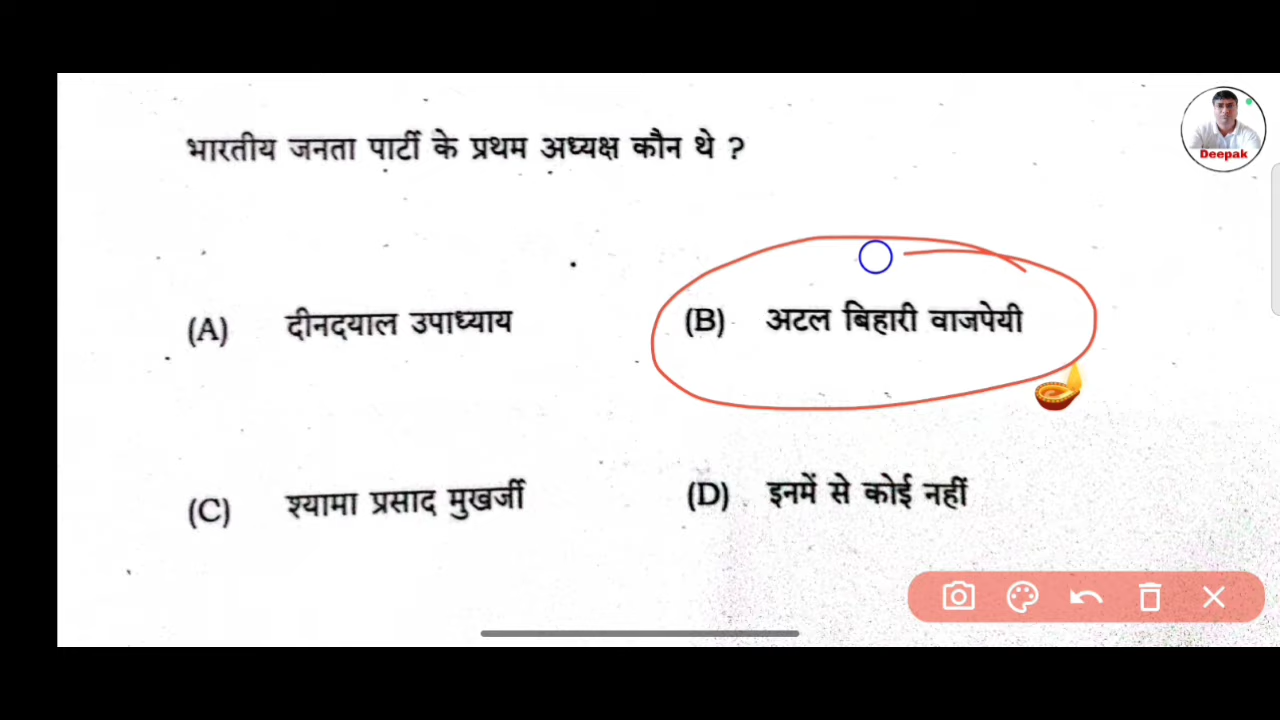 भारतीय जनता पार्टी के प्रथम अध्यक्ष कौन थे ?
Deepak
(A) दीनदयाल उपाध्याय
(B) अटल बिहारी वाजपेयी
(C) श्यामा प्रसाद मुखर्जी
(D) इनमें से कोई नहीं